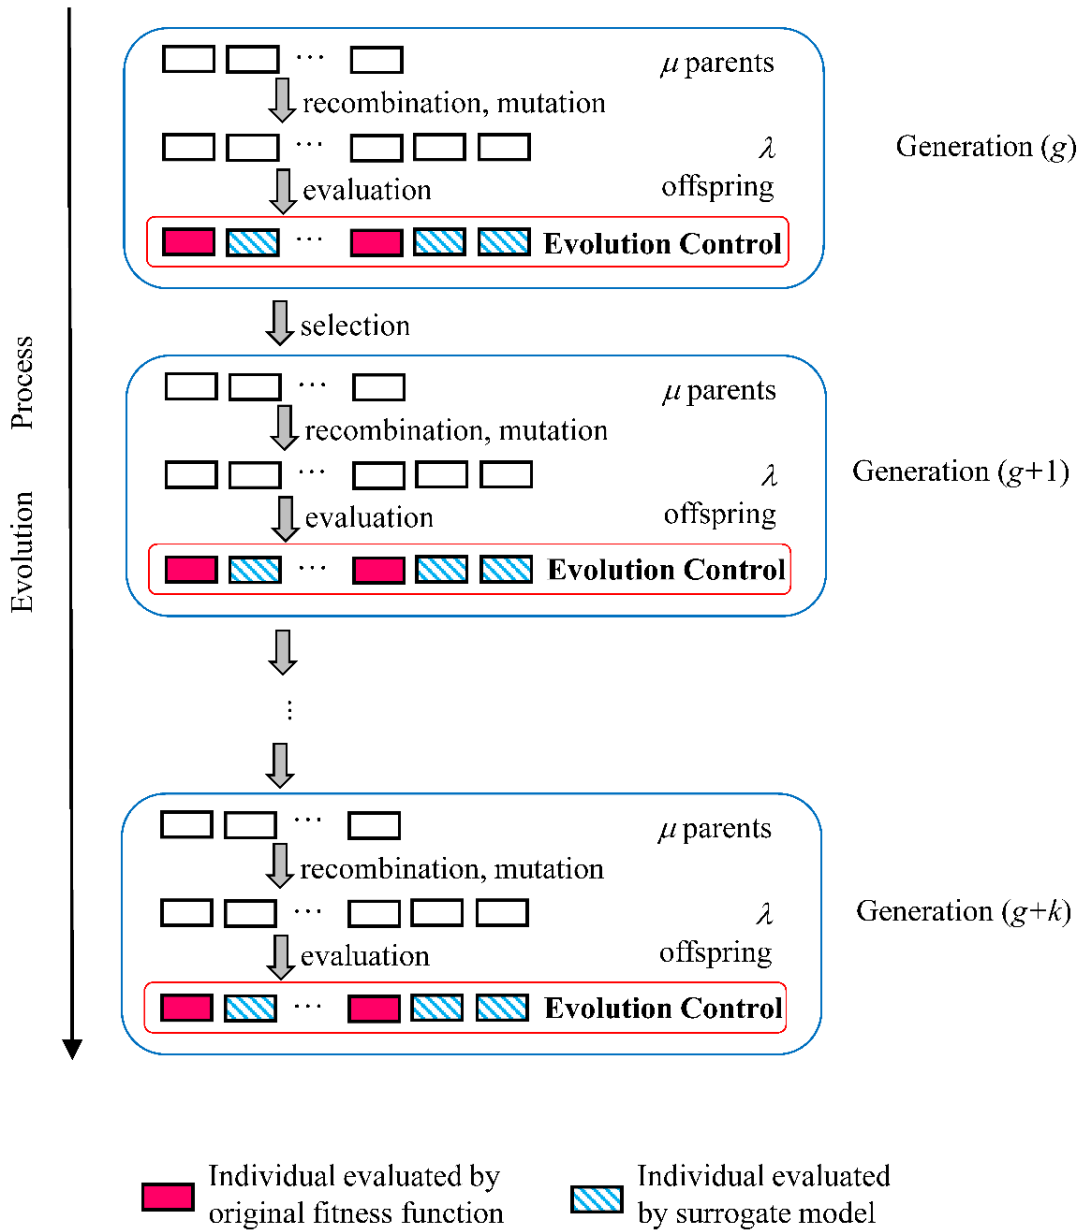 ⋯
μ parents
recombination, mutation
⋯
λ
offspring
Generation (g)
evaluation
⋯
Evolution Control
selection
⋯
μ parents
recombination, mutation
⋯
λ
offspring
Generation (g+1)
evaluation
⋯
Evolution Control
Evolution Process
⋮
⋯
μ parents
recombination, mutation
⋯
λ
offspring
Generation (g+k)
evaluation
⋯
Evolution Control
Individual evaluated by
original fitness function
Individual evaluated
by surrogate model